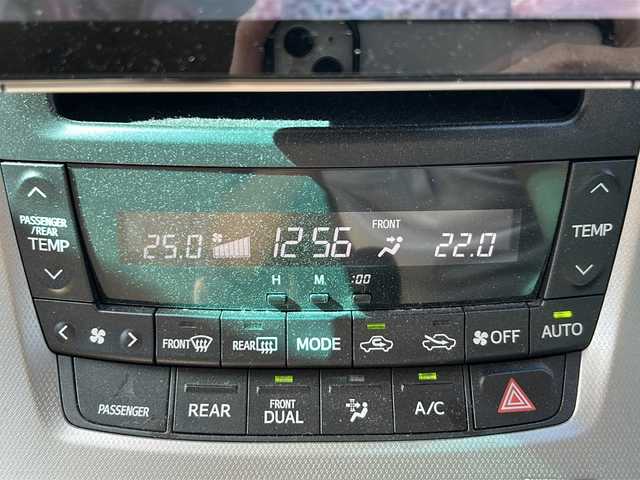 PASSENGER
/REAR
TEMP
25.0
12 56
FRONT
22.0
TEMP
H
M
:00
FRONT
REAR
MODE
OFF
AUTO
PASSENGER
REAR
FRONT
DUAL
A/C